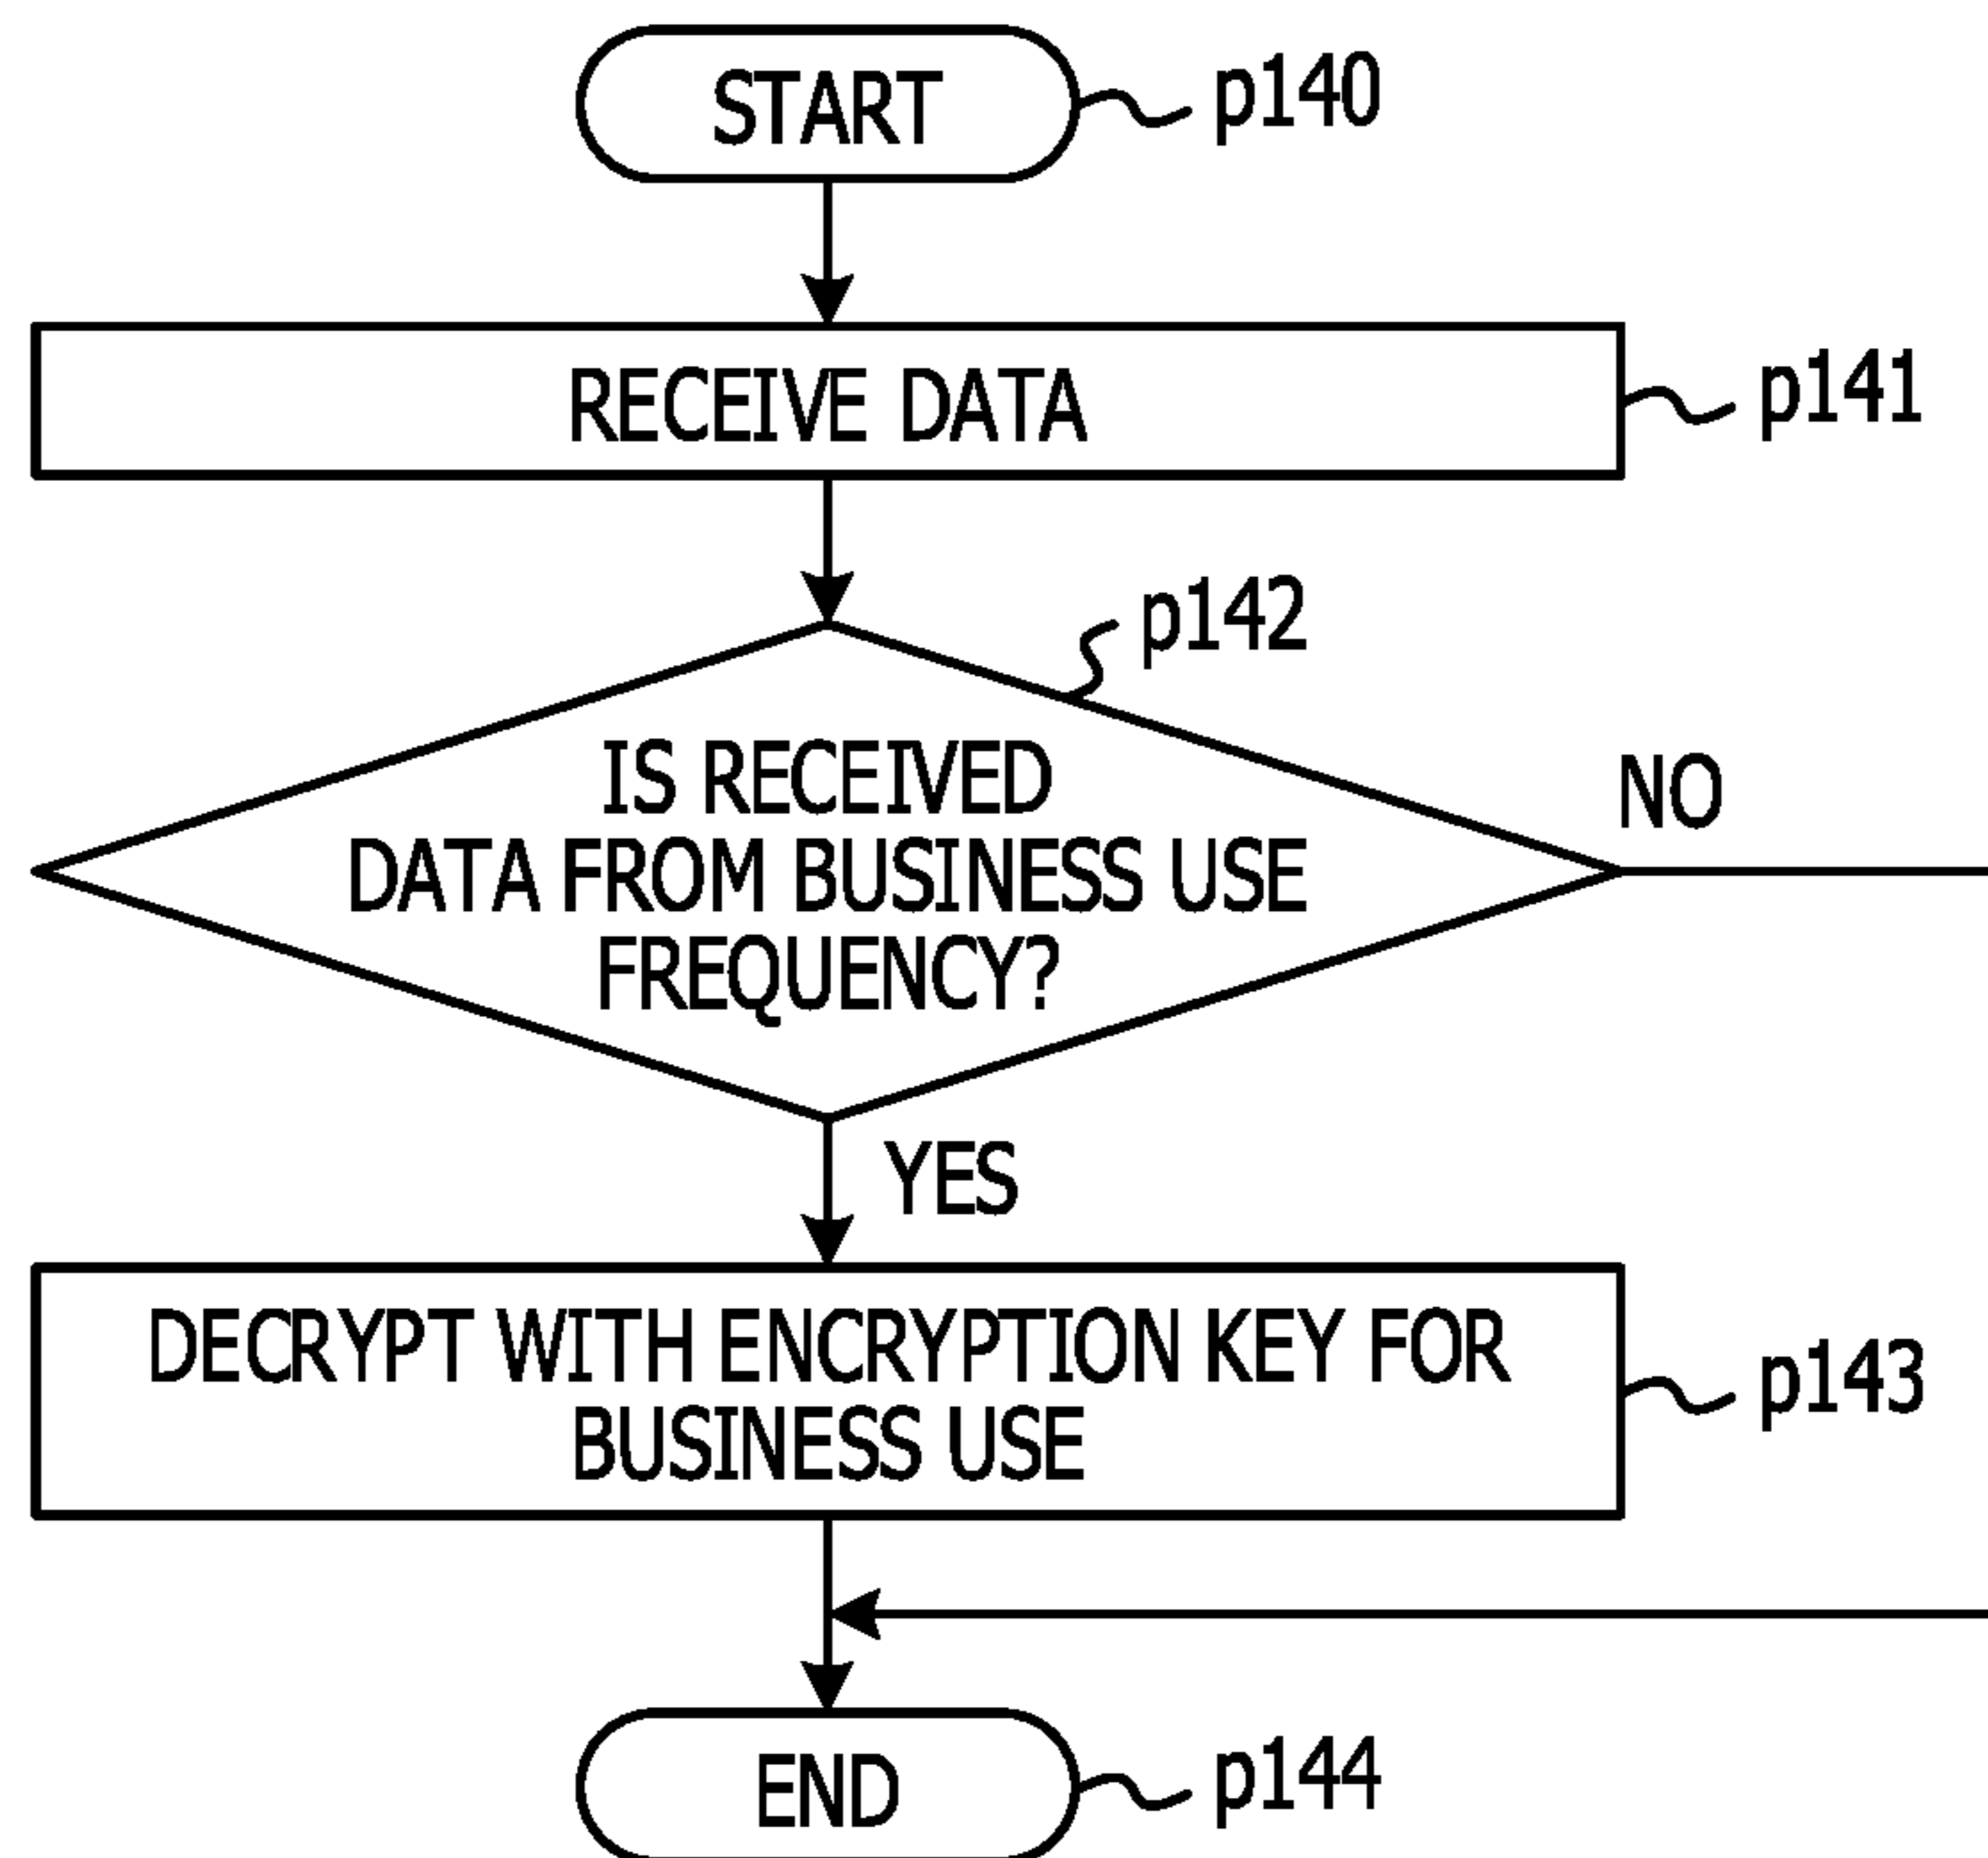 START
p140
RECEIVE DATA
p141
p142
IS RECEIVED
DATA FROM BUSINESS USE
FREQUENCY?
NO
YES
DECRYPT WITH ENCRYPTION KEY FOR
BUSINESS USE
p143
END
p144